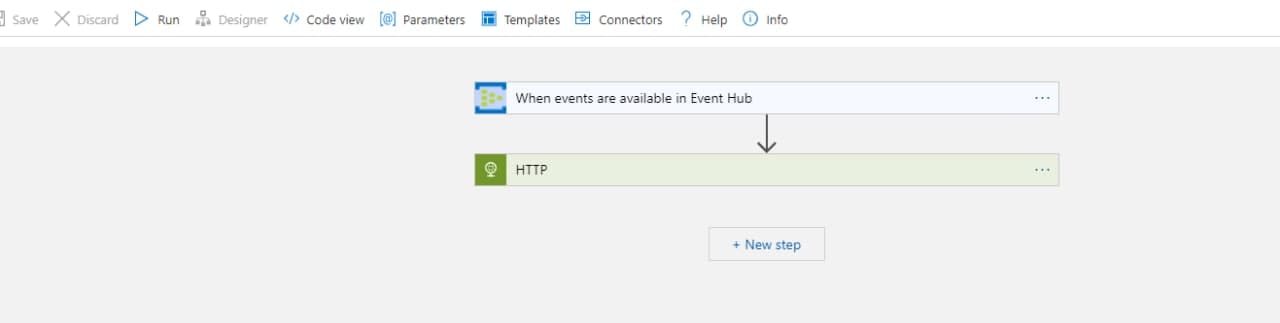 Save Discard Run Designer </> Code view [@] Parameters Templates Connectors ? Help Info
When events are available in Event Hub ...
HTTP ...
+ New step